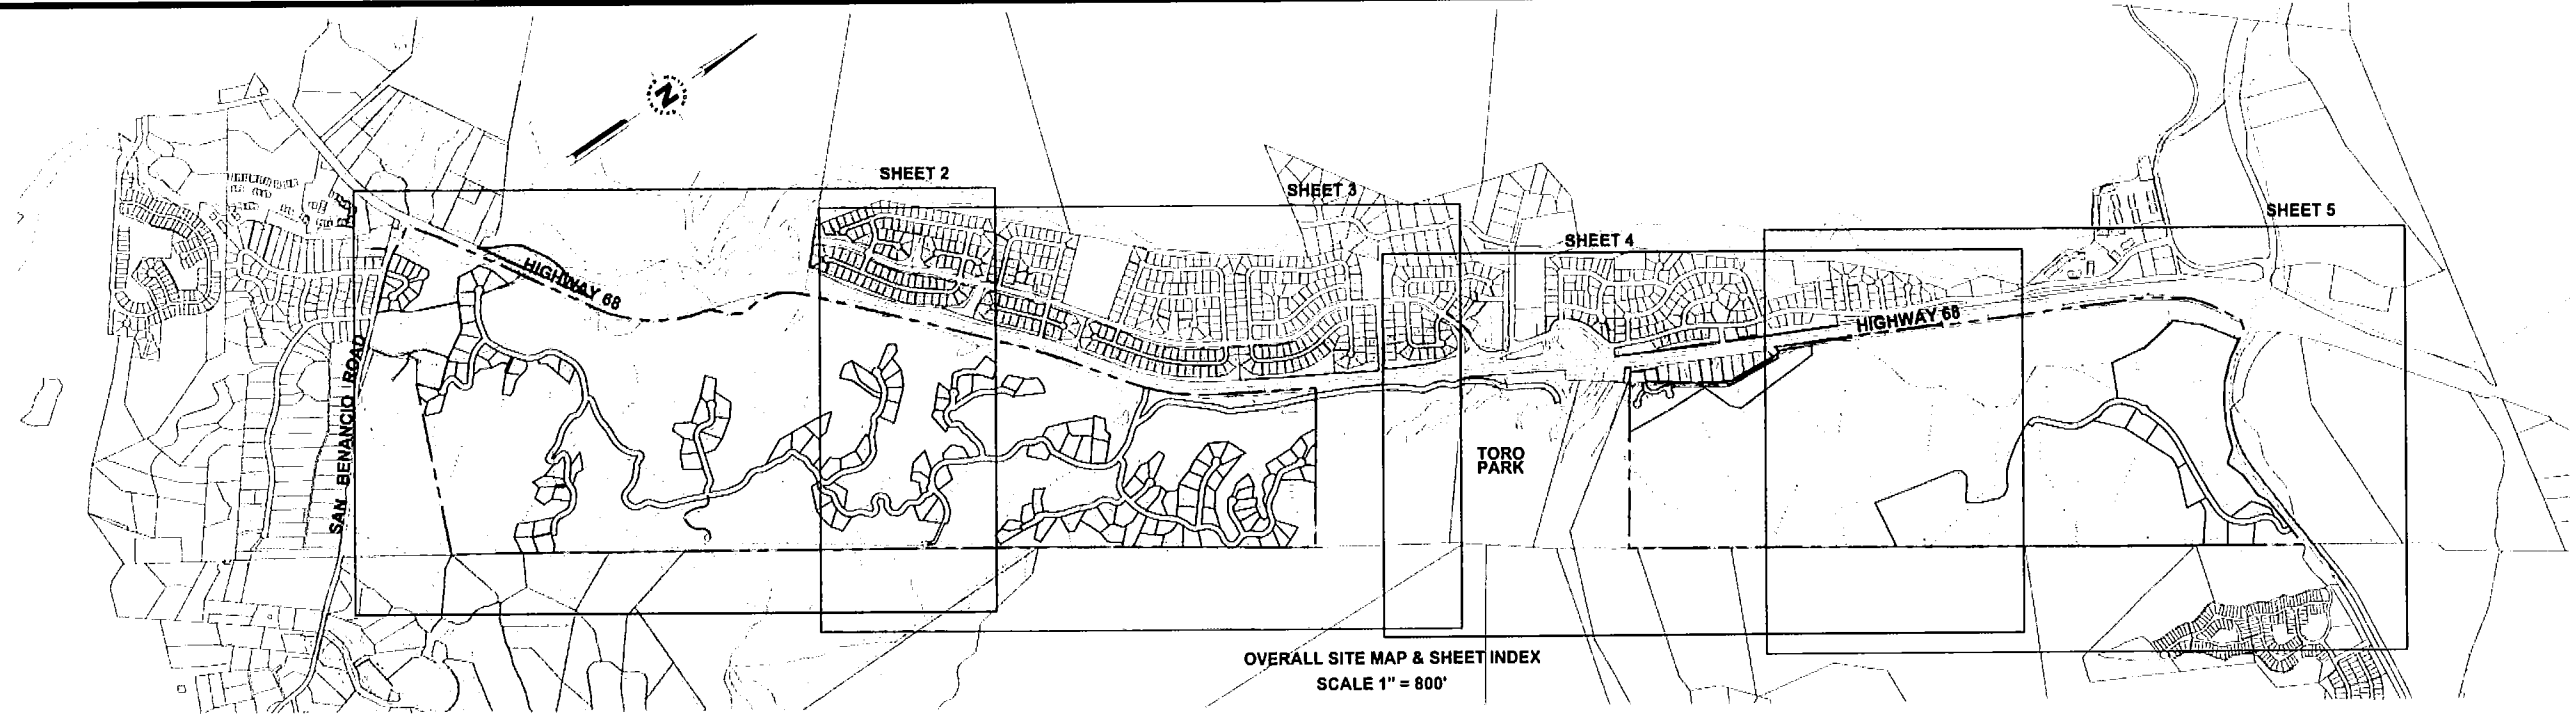 N
SHEET 2
SHEET 3
SHEET 4
SHEET 5
HIGHWAY 68
HIGHWAY 68
SAN BENANCIO ROAD
TORO
PARK
OVERALL SITE MAP & SHEET INDEX
SCALE 1" = 800'